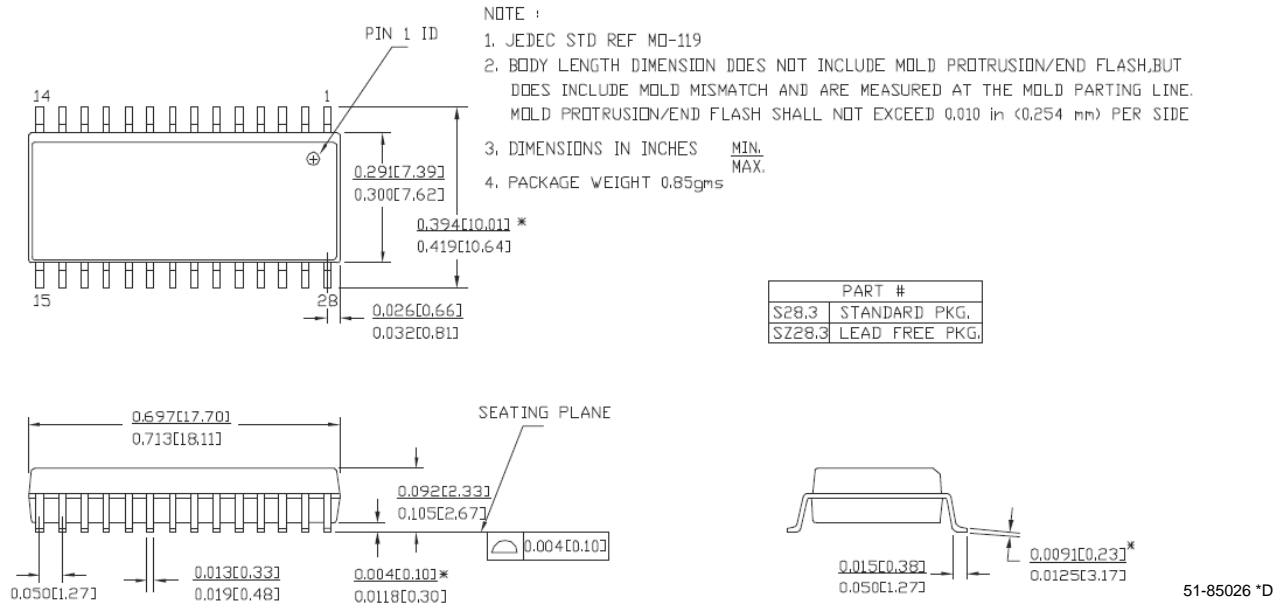 NOTE :
1. JEDEC STD REF MO-119
2. BODY LENGTH DIMENSION DOES NOT INCLUDE MOLD PROTRUSION/END FLASH,BUT
DOES INCLUDE MOLD MISMATCH AND ARE MEASURED AT THE MOLD PARTING LINE.
MOLD PROTRUSION/END FLASH SHALL NOT EXCEED 0.010 in (0.254 mm) PER SIDE
3. DIMENSIONS IN INCHES MIN.
MAX.
4. PACKAGE WEIGHT 0.85gms
PIN 1 ID
14 1
0.291[7.39]
0.300[7.62]
0.394[10.01] *
0.419[10.64]
15 28
0.026[0.66]
0.032[0.81]
PART #
S28.3 STANDARD PKG.
SZ28.3 LEAD FREE PKG.
0.697[17.70]
0.713[18.11]
SEATING PLANE
0.092[2.33]
0.105[2.67]
0.004[0.10]
0.050[1.27]
0.013[0.33]
0.019[0.48]
0.004[0.10]*
0.0118[0.30]
0.015[0.38]
0.050[1.27]
0.0091[0.23]*
0.0125[3.17]
51-85026 *D